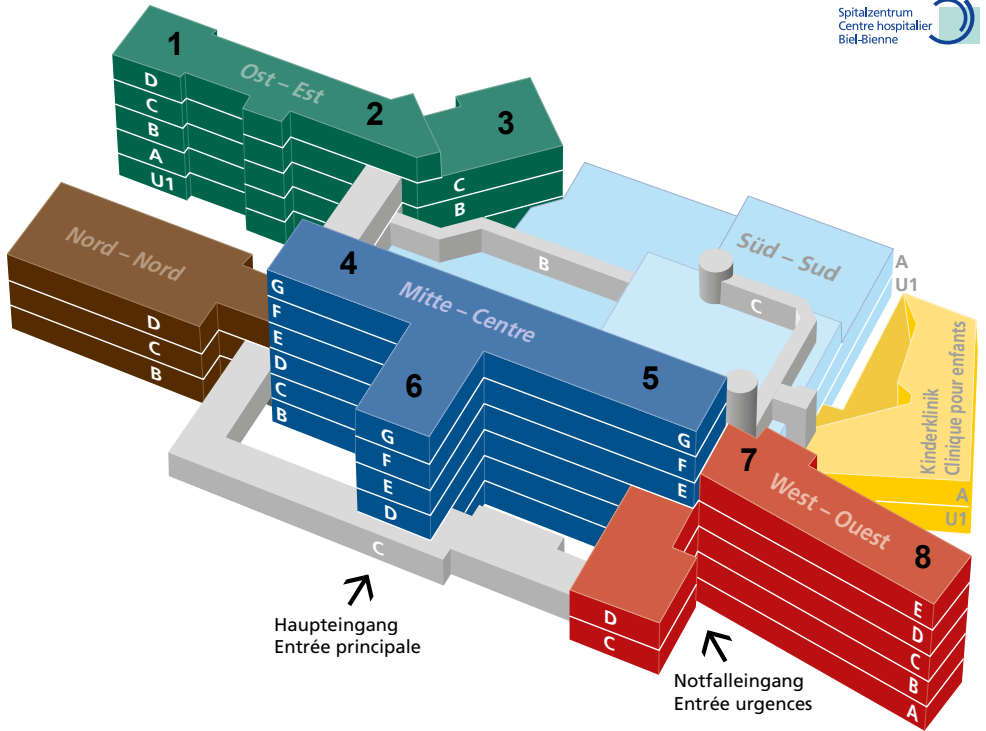 Spitalzentrum
Centre hospitalier
Biel-Bienne
1
Ost – Est
2
3
D
C
B
A
U1
C
B
Nord – Nord
D
C
B
4
Mitte – Centre
5
6
G
F
E
D
C
B
G
F
E
D
G
F
E
B
C
Süd – Sud
A
U1
Kinderklinik
Clinique pour enfants
A
U1
7
West – Ouest
8
E
D
C
B
A
D
C
C
Haupteingang
Entrée principale
Notfalleingang
Entrée urgences